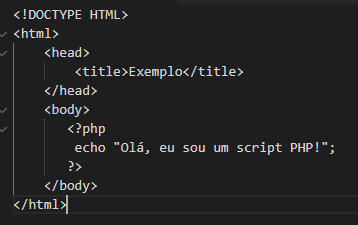 <!DOCTYPE HTML>
<html>
<head>
<title>Exemplo</title>
</head>
<body>
<?php
echo "Olá, eu sou um script PHP!";
?>
</body>
</html>